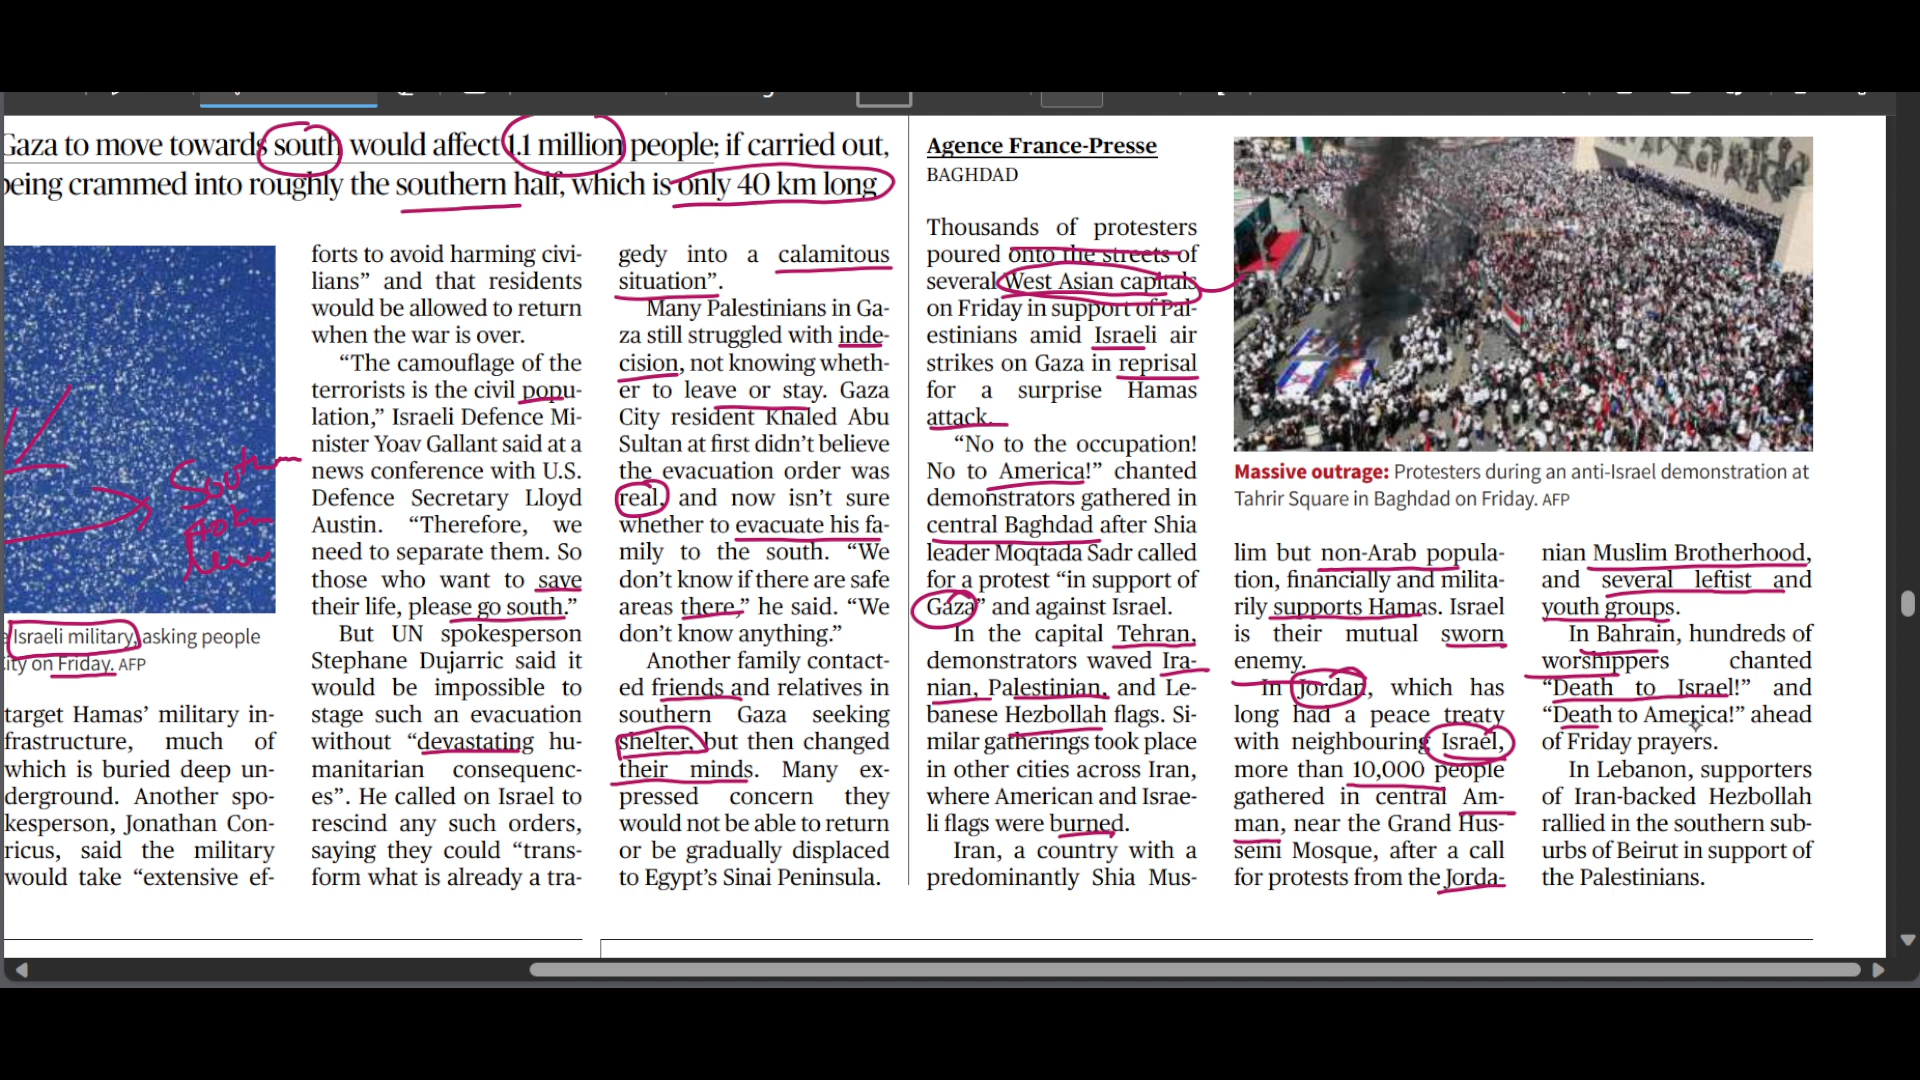 Gaza to move towards south would affect 1.1 million people; if carried out,
being crammed into roughly the southern half, which is only 40 km long
South
40km
Israeli military, asking people
city on Friday. AFP
target Hamas’ military in-
frastructure, much of
which is buried deep un-
derground. Another spo-
kesperson, Jonathan Con-
ricus, said the military
would take “extensive ef-
forts to avoid harming civi-
lians” and that residents
would be allowed to return
when the war is over.
“The camouflage of the
terrorists is the civil popu-
lation,” Israeli Defence Mi-
nister Yoav Gallant said at a
news conference with U.S.
Defence Secretary Lloyd
Austin. “Therefore, we
need to separate them. So
those who want to save
their life, please go south.”
But UN spokesperson
Stephane Dujarric said it
would be impossible to
stage such an evacuation
without “devastating hu-
manitarian consequenc-
es”. He called on Israel to
rescind any such orders,
saying they could “trans-
form what is already a tra-
gedy into a calamitous
situation”.
Many Palestinians in Ga-
za still struggled with inde-
cision, not knowing wheth-
er to leave or stay. Gaza
City resident Khaled Abu
Sultan at first didn’t believe
the evacuation order was
real, and now isn’t sure
whether to evacuate his fa-
mily to the south. “We
don’t know if there are safe
areas there,” he said. “We
don’t know anything.”
Another family contact-
ed friends and relatives in
southern Gaza seeking
shelter, but then changed
their minds. Many ex-
pressed concern they
would not be able to return
or be gradually displaced
to Egypt’s Sinai Peninsula.
Agence France-Presse
BAGHDAD
Thousands of protesters
poured onto the streets of
several West Asian capitals
on Friday in support of Pal-
estinians amid Israeli air
strikes on Gaza in reprisal
for a surprise Hamas
attack.
“No to the occupation!
No to America!” chanted
demonstrators gathered in
central Baghdad after Shia
leader Moqtada Sadr called
for a protest “in support of
Gaza” and against Israel.
In the capital Tehran,
demonstrators waved Ira-
nian, Palestinian, and Le-
banese Hezbollah flags. Si-
milar gatherings took place
in other cities across Iran,
where American and Israe-
li flags were burned.
Iran, a country with a
predominantly Shia Mus-
Massive outrage: Protesters during an anti-Israel demonstration at
Tahrir Square in Baghdad on Friday. AFP
lim but non-Arab popula-
tion, financially and milita-
rily supports Hamas. Israel
is their mutual sworn
enemy.
In Jordan, which has
long had a peace treaty
with neighbouring Israel,
more than 10,000 people
gathered in central Am-
man, near the Grand Hus-
seini Mosque, after a call
for protests from the Jorda-
nian Muslim Brotherhood,
and several leftist and
youth groups.
In Bahrain, hundreds of
worshippers chanted
“Death to Israel!” and
“Death to America!” ahead
of Friday prayers.
In Lebanon, supporters
of Iran-backed Hezbollah
rallied in the southern sub-
urbs of Beirut in support of
the Palestinians.